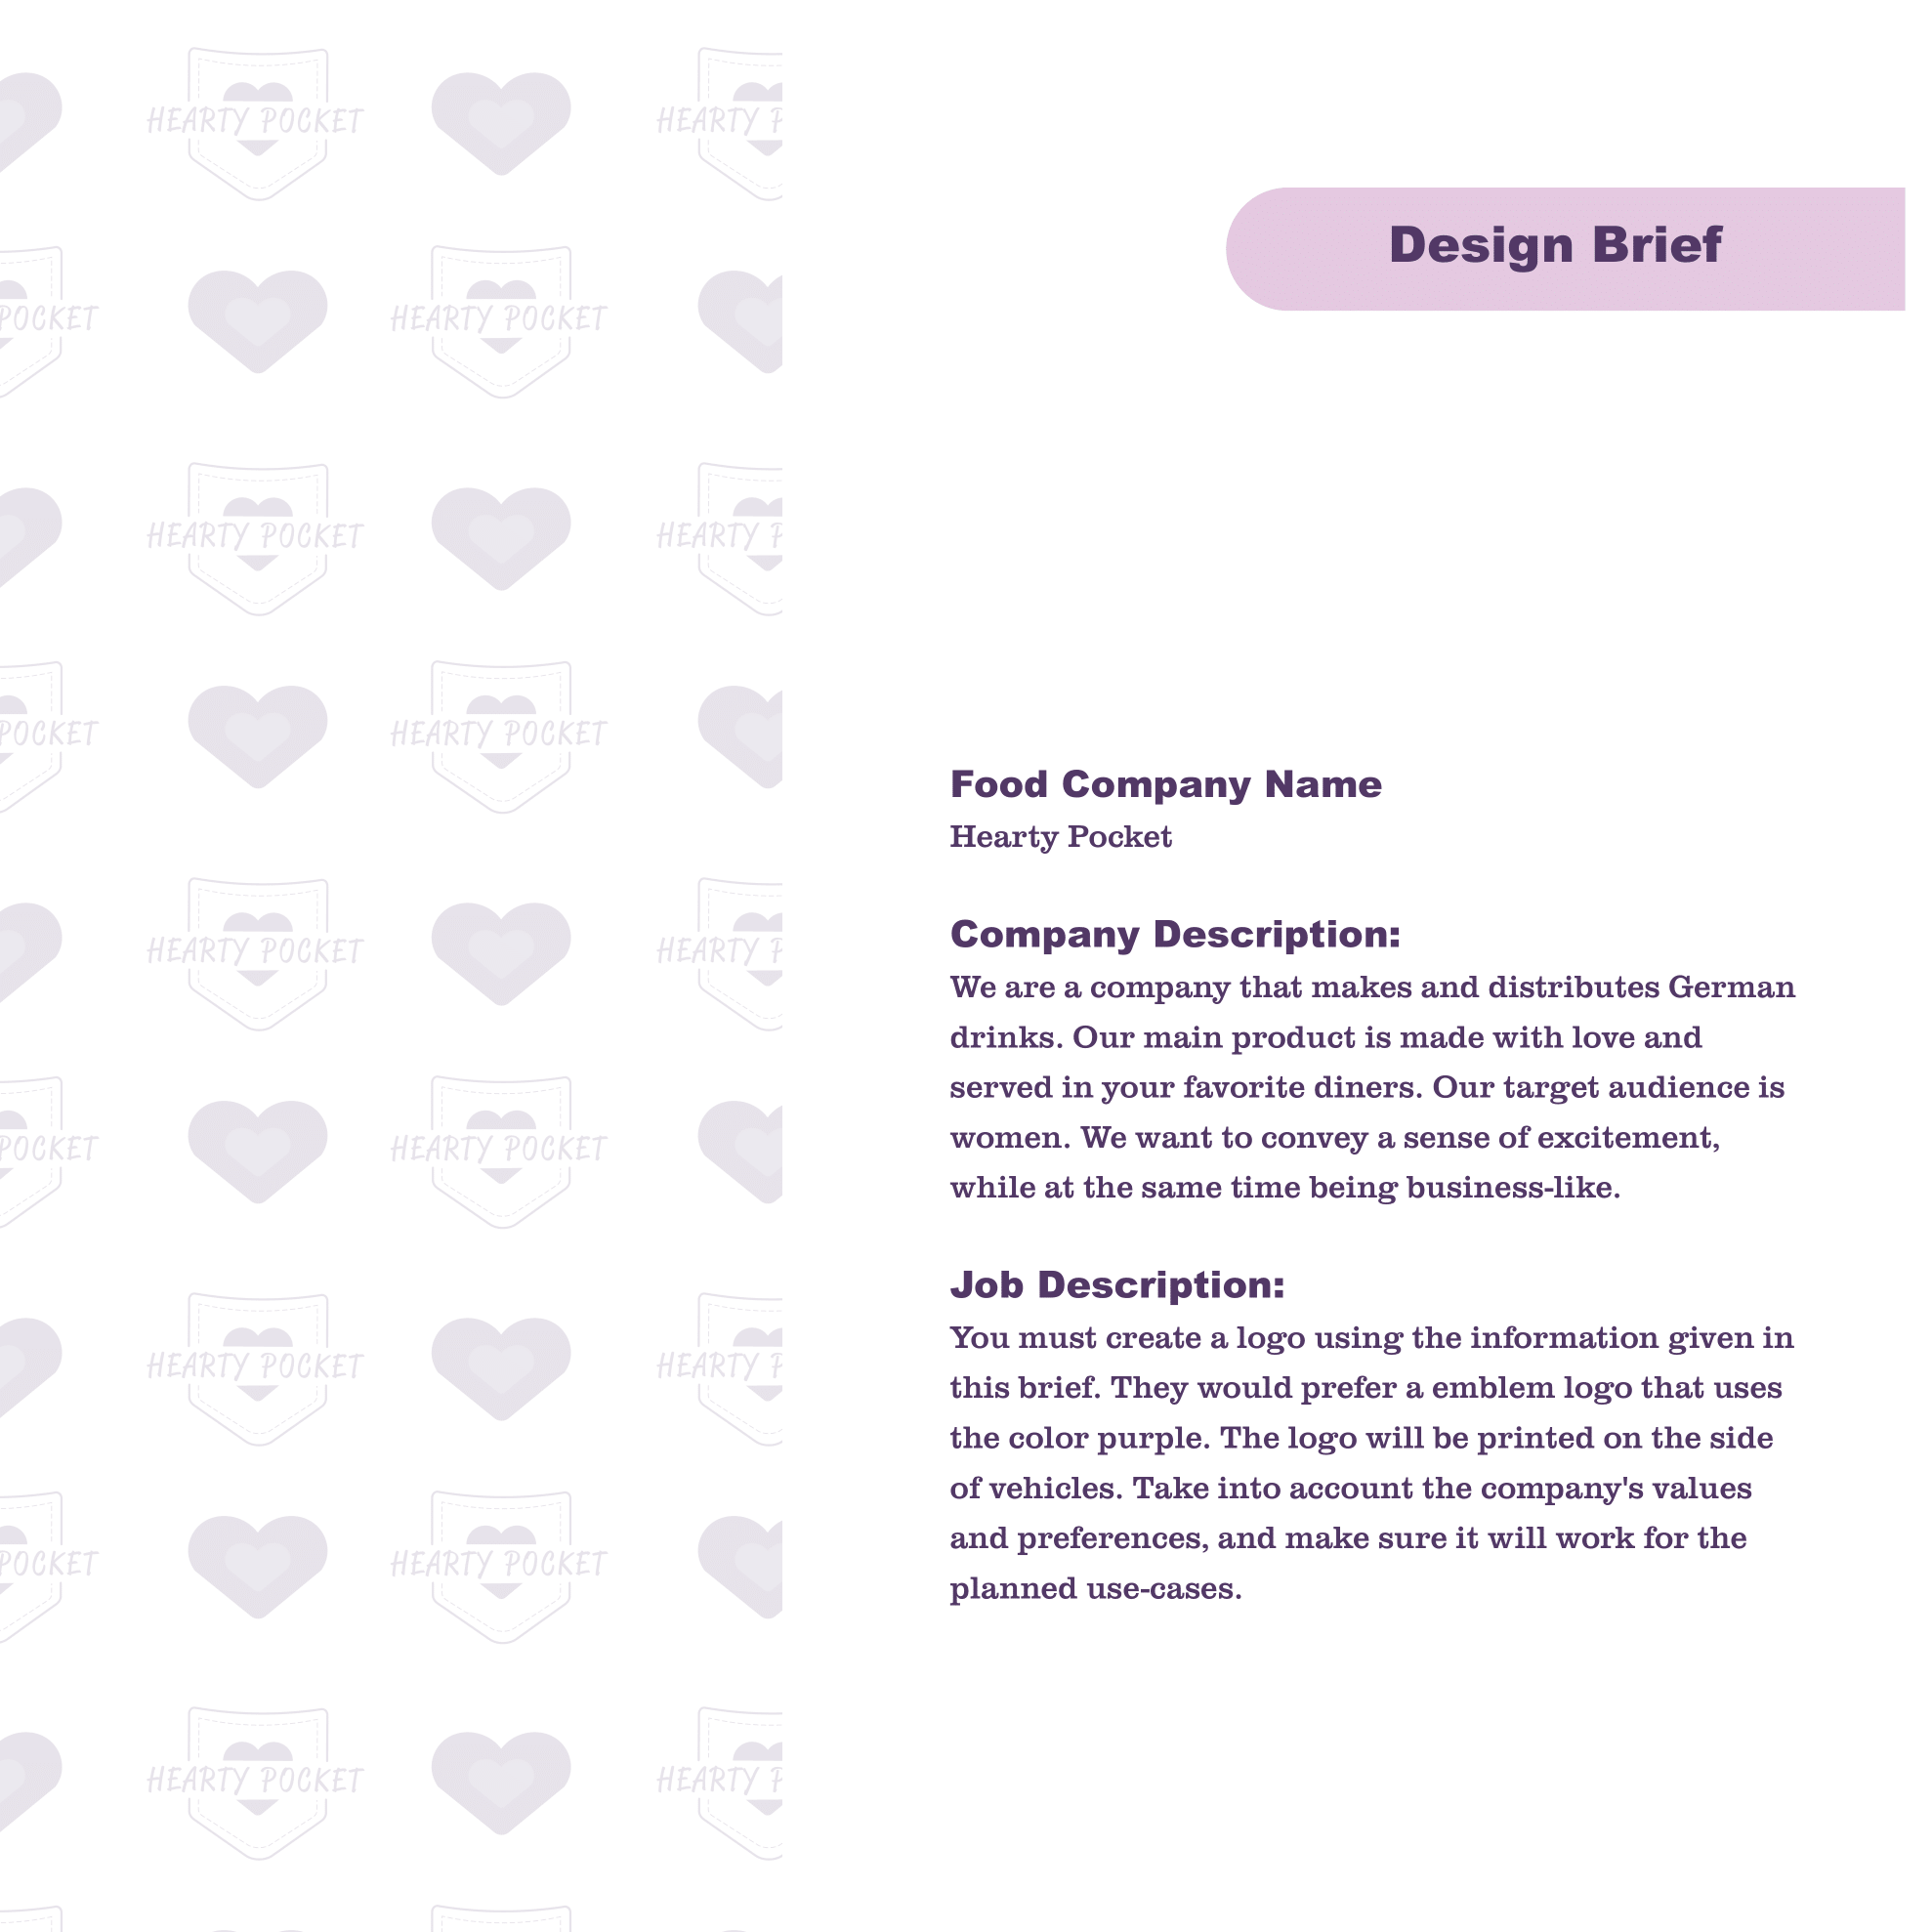 HEARTY POCKET
HEARTY P
POCKET
HEARTY POCKET
HEARTY POCKET
HEARTY P
POCKET
HEARTY POCKET
HEARTY POCKET
HEARTY P
POCKET
HEARTY POCKET
HEARTY POCKET
HEARTY P
POCKET
HEARTY POCKET
HEARTY POCKET
HEARTY P
Design Brief
Food Company Name
Hearty Pocket
Company Description:
We are a company that makes and distributes German
drinks. Our main product is made with love and
served in your favorite diners. Our target audience is
women. We want to convey a sense of excitement,
while at the same time being business-like.
Job Description:
You must create a logo using the information given in
this brief. They would prefer a emblem logo that uses
the color purple. The logo will be printed on the side
of vehicles. Take into account the company's values
and preferences, and make sure it will work for the
planned use-cases.